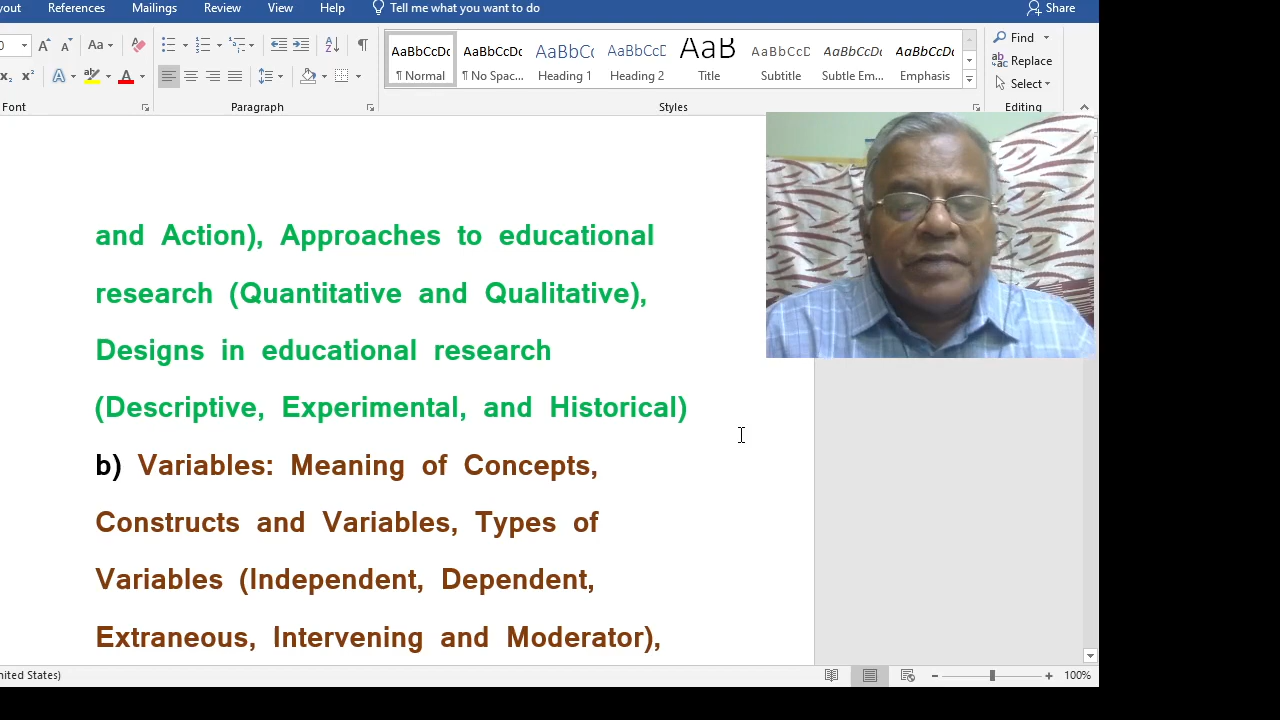 yout References Mailings Review View Help Tell me what you want to do Share
Aa
AaBbCcDc AaBbCcDc AaBbCc AaBbCcD AaB AaBbCcD AaBbCcDc AaBbCcDc
¶ Normal ¶ No Spac... Heading 1 Heading 2 Title Subtitle Subtle Em... Emphasis
Find
Replace
Select
Font Paragraph Styles Editing
and Action), Approaches to educational
research (Quantitative and Qualitative),
Designs in educational research
(Descriptive, Experimental, and Historical)
b) Variables: Meaning of Concepts,
Constructs and Variables, Types of
Variables (Independent, Dependent,
Extraneous, Intervening and Moderator),
nited States) 100%